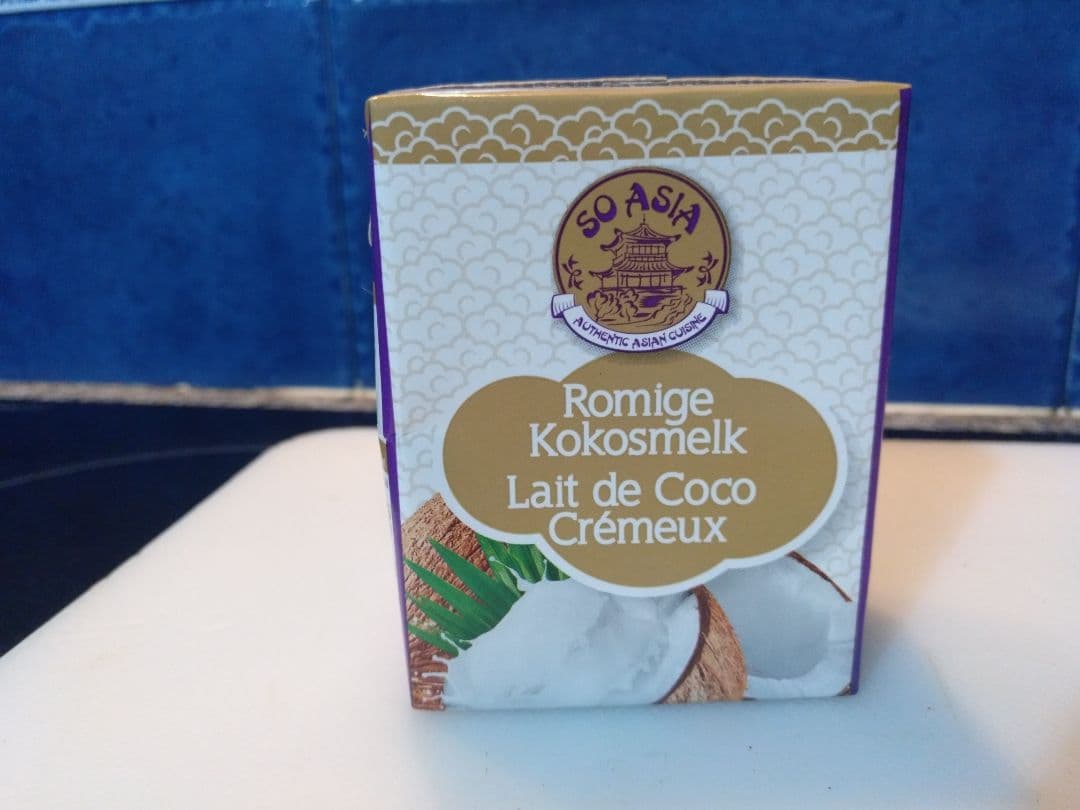 SO ASIA
AUTHENTIC ASIAN CUISINE
Romige
Kokosmelk
Lait de Coco
Crémeux